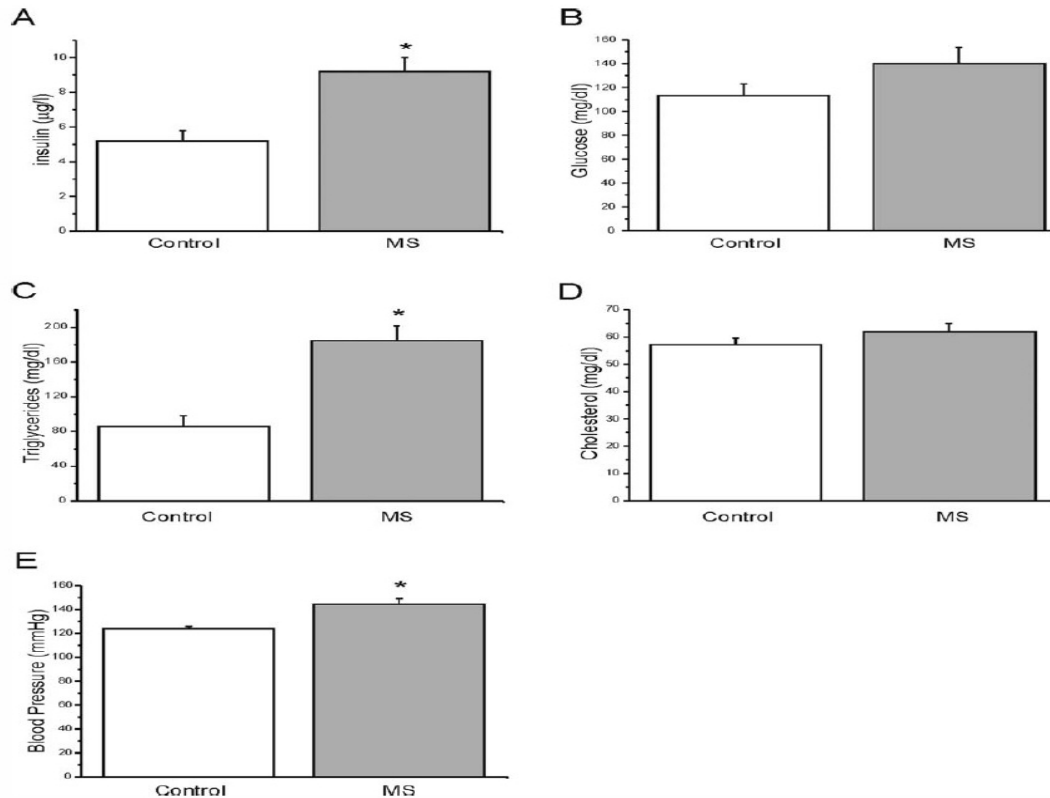 A
insulin (µg/l)
10
8
6
4
2
0
*
Control MS
B
Glucose (mg/dl)
160
140
120
100
80
60
40
20
0
Control MS
C
Triglycerides (mg/dl)
200
160
120
80
40
0
*
Control MS
D
Cholesterol (mg/dl)
70
60
50
40
30
20
10
0
Control MS
E
Blood Pressure (mmHg)
160
140
120
100
80
60
40
20
0
*
Control MS